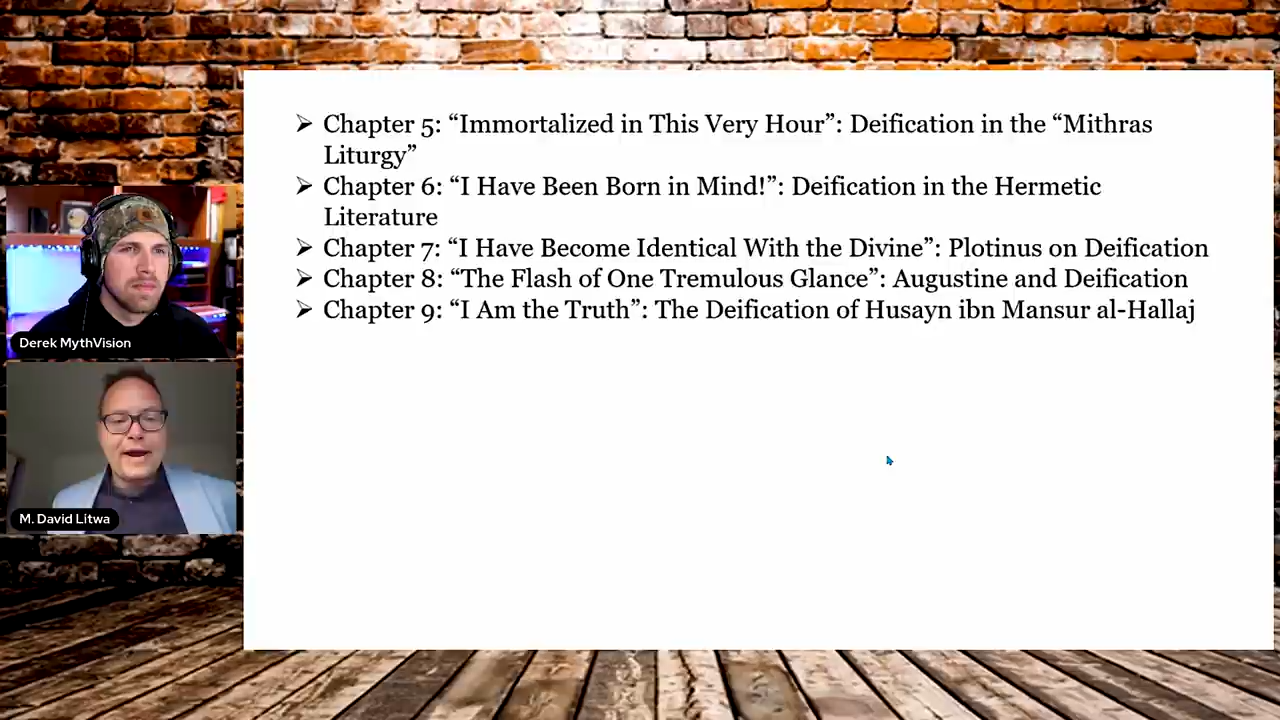 ➢ Chapter 5: “Immortalized in This Very Hour”: Deification in the “Mithras
Liturgy”
➢ Chapter 6: “I Have Been Born in Mind!”: Deification in the Hermetic
Literature
➢ Chapter 7: “I Have Become Identical With the Divine”: Plotinus on Deification
➢ Chapter 8: “The Flash of One Tremulous Glance”: Augustine and Deification
➢ Chapter 9: “I Am the Truth”: The Deification of Husayn ibn Mansur al-Hallaj
Derek MythVision
M. David Litwa